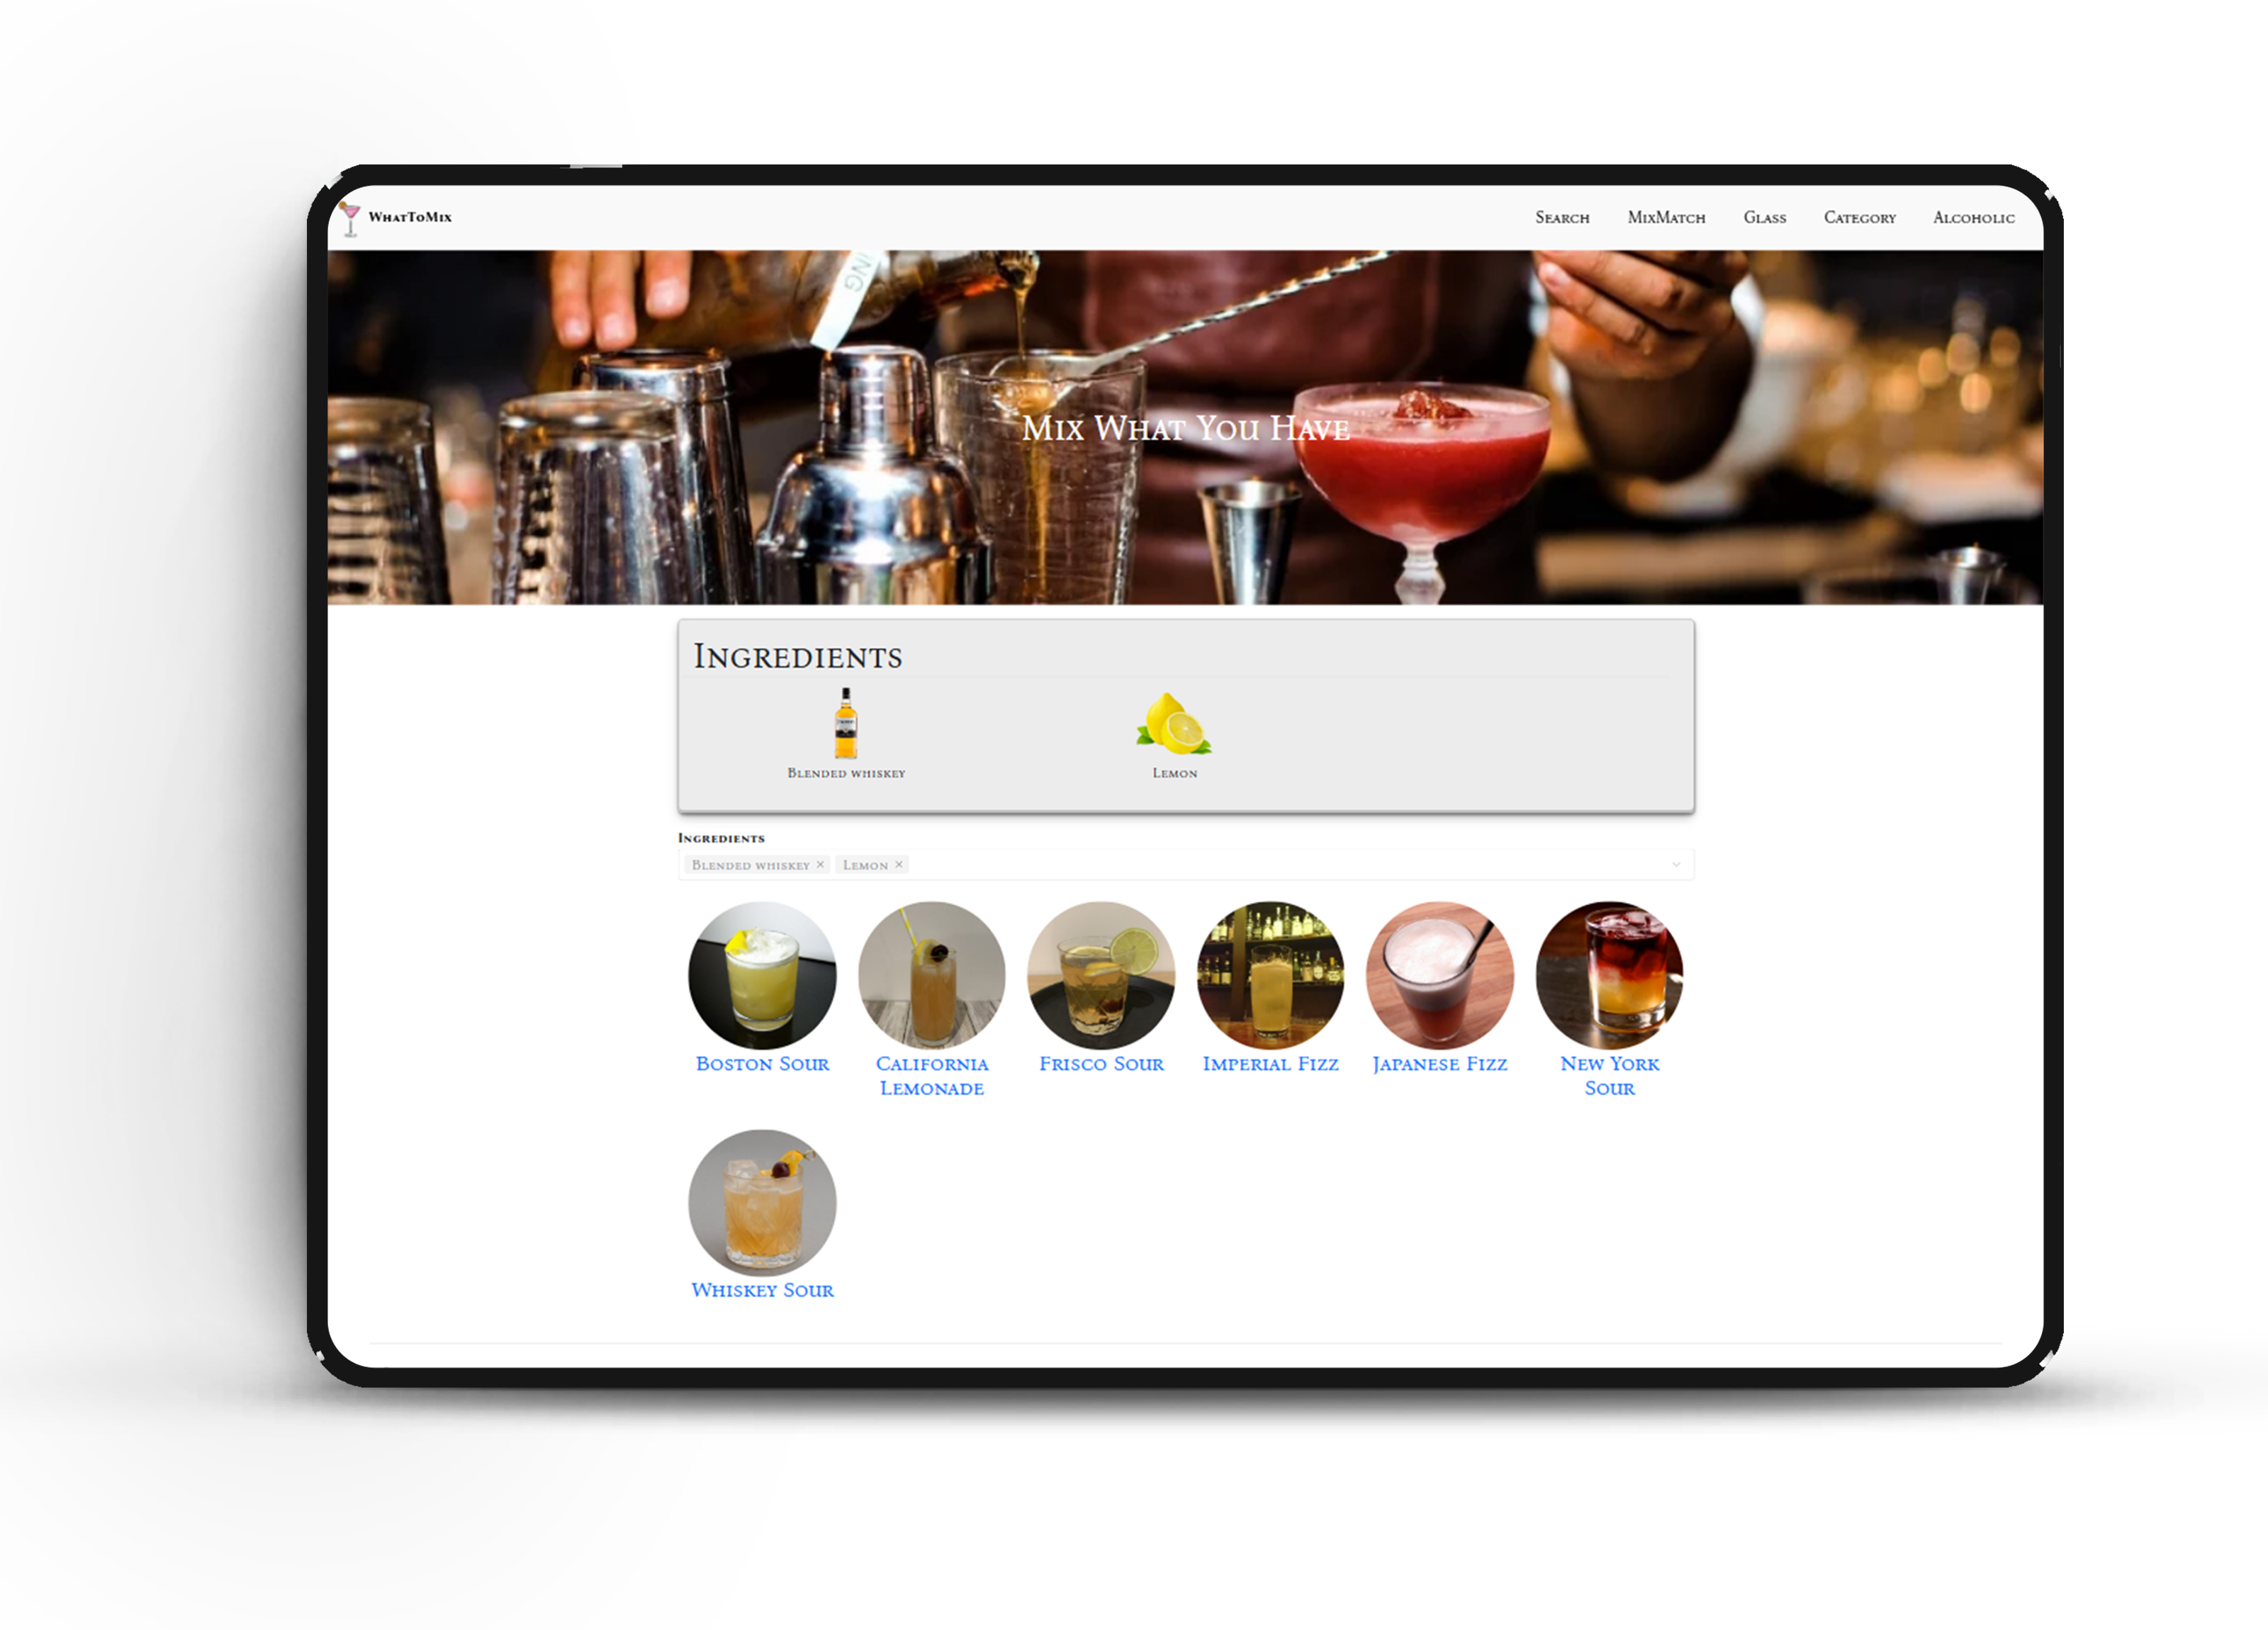 WhatToMix
Search MixMatch Glass Category Alcoholic
ING
Mix What You Have
Ingredients
Blended whiskey Lemon
Ingredients
Blended whiskey × Lemon ×
Boston Sour
California
Lemonade
Frisco Sour
Imperial Fizz
Japanese Fizz
New York
Sour
Whiskey Sour